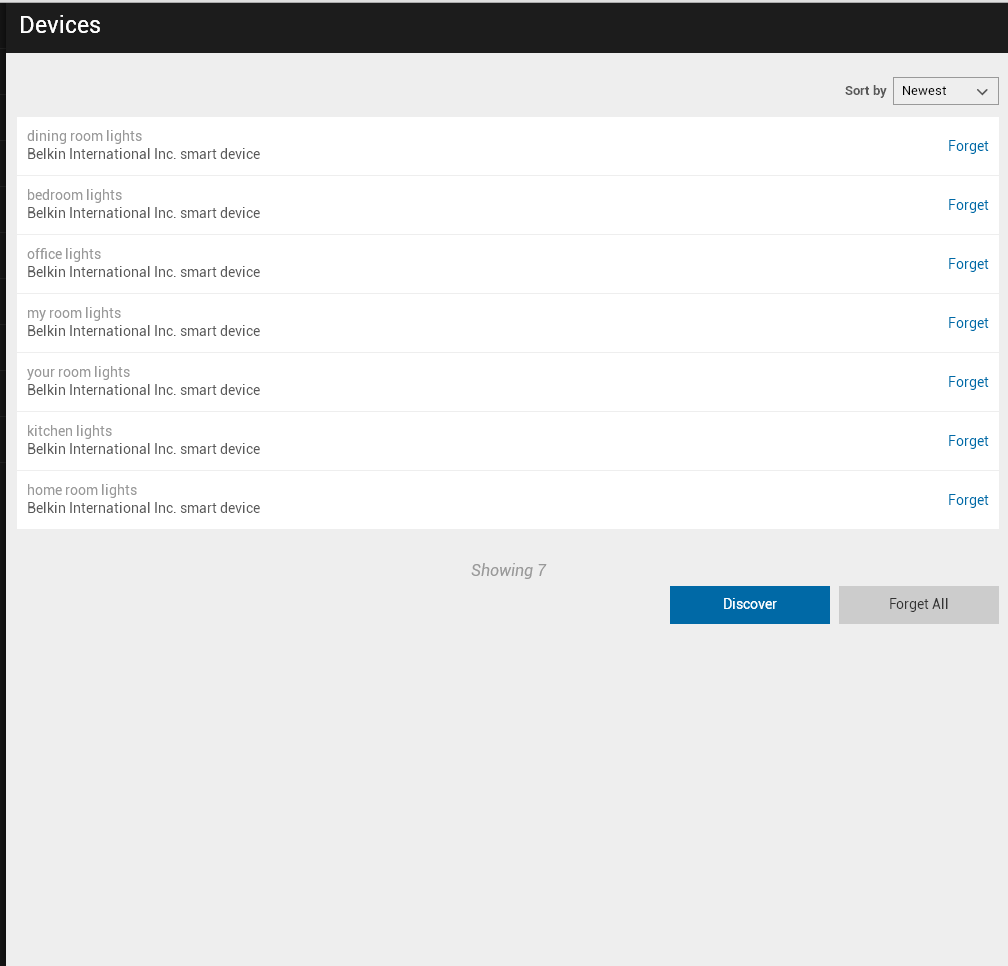 Devices
Sort by Newest
dining room lights
Belkin International Inc. smart device
Forget
bedroom lights
Belkin International Inc. smart device
Forget
office lights
Belkin International Inc. smart device
Forget
my room lights
Belkin International Inc. smart device
Forget
your room lights
Belkin International Inc. smart device
Forget
kitchen lights
Belkin International Inc. smart device
Forget
home room lights
Belkin International Inc. smart device
Forget
Showing 7
Discover Forget All